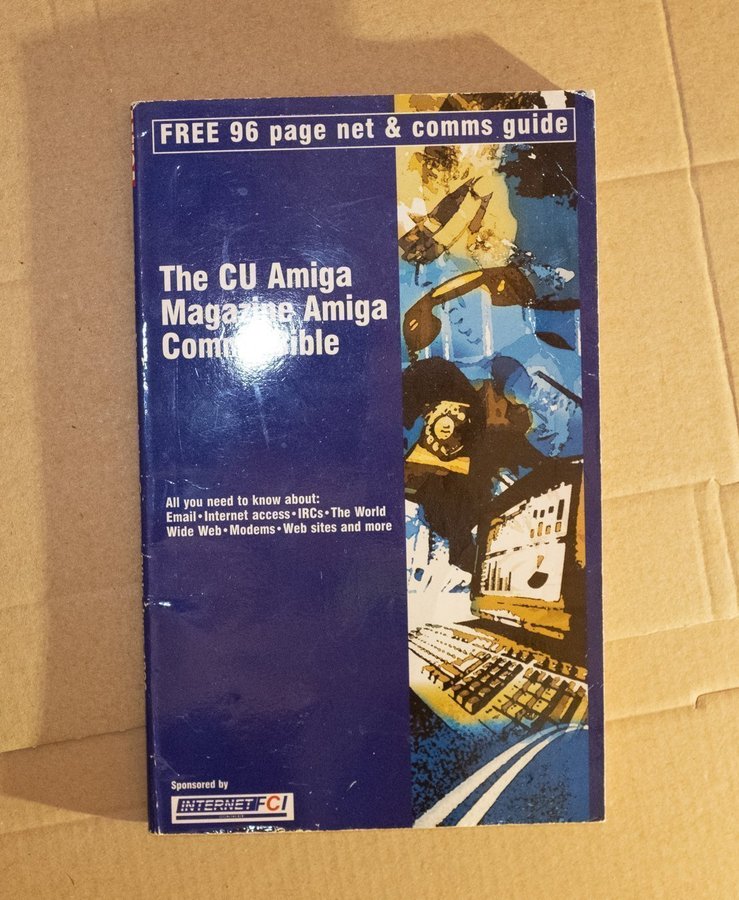 FREE 96 page net & comms guide
The CU Amiga
Magazine Amiga
All you need to know about:
Email • Internet access • IRCs • The World
Wide Web • Modems • Web sites and more
Sponsored by
INTERNET FCI